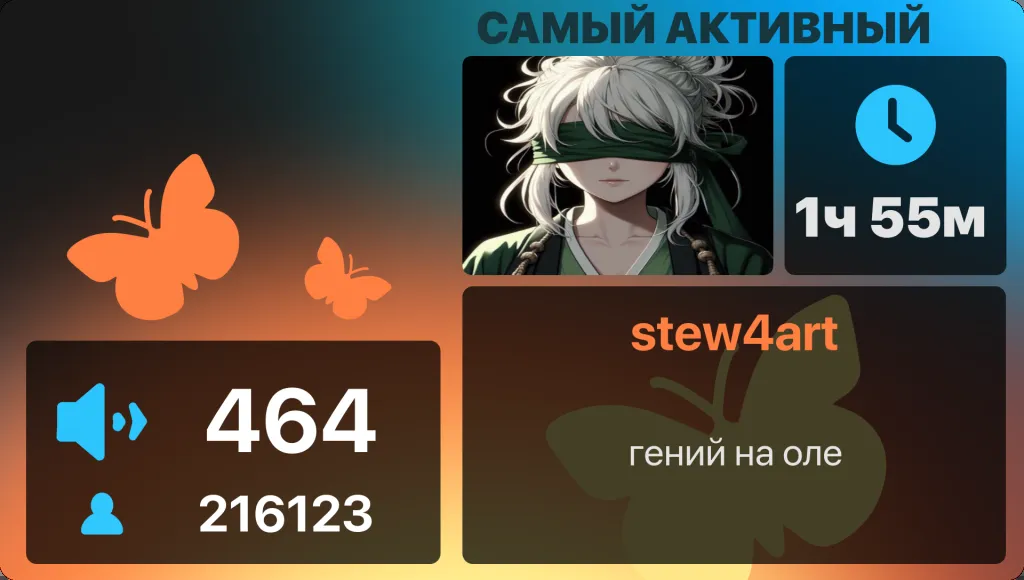 САМЫЙ АКТИВНЫЙ
1ч 55м
stew4art
гений на оле
464
216123